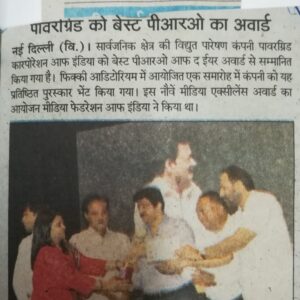 पावरग्रिड को बेस्ट पीआरओ का अवार्ड
नई दिल्ली (वि.)। सार्वजनिक क्षेत्र की विद्युत पारेषण कंपनी पावरग्रिड
कारपोरेशन आफ इंडिया को बेस्ट पीआरओ आफ द ईयर अवार्ड से सम्मानित
किया गया है। फिक्की आडिटोरियम में आयोजित एक समारोह में कंपनी को यह
प्रतिष्ठित पुरस्कार भेंट किया गया। इस नौवें मीडिया एक्सीलेंस अवार्ड का
आयोजन मीडिया फेडरेशन आफ इंडिया ने किया था।